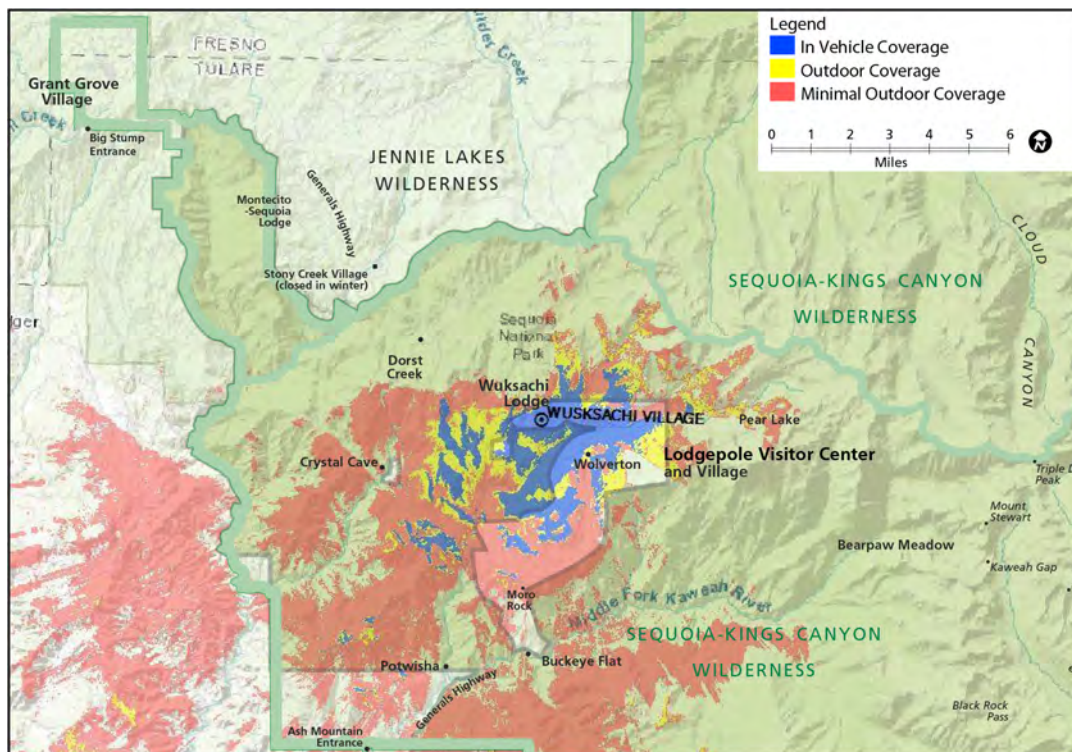 Legend
In Vehicle Coverage
Outdoor Coverage
Minimal Outdoor Coverage
0 1 2 3 4 5 6
Miles
N
FRESNO
TULARE
Grant Grove
Village
Creek
Big Stump
Entrance
Creek
JENNIE LAKES
WILDERNESS
Generals Highway
Montecito
-Sequoia
Lodge
Stony Creek Village
(closed in winter)
CLOUD
CANYON
SEQUOIA-KINGS CANYON
WILDERNESS
ger
Sequoia
National
Park
Dorst
Creek
Wuksachi
Lodge
WUSKSACHI VILLAGE
Pear Lake
Crystal Cave
Wolverton
Lodgepole Visitor Center
and Village
Triple D
Peak
Mount
Stewart
Bearpaw Meadow
Kaweah Gap
Moro
Rock
Middle Fork Kaweah River
SEQUOIA-KINGS CANYON
WILDERNESS
Potwisha
Buckeye Flat
Generals Highway
Black Rock
Pass
Ash Mountain
Entrance